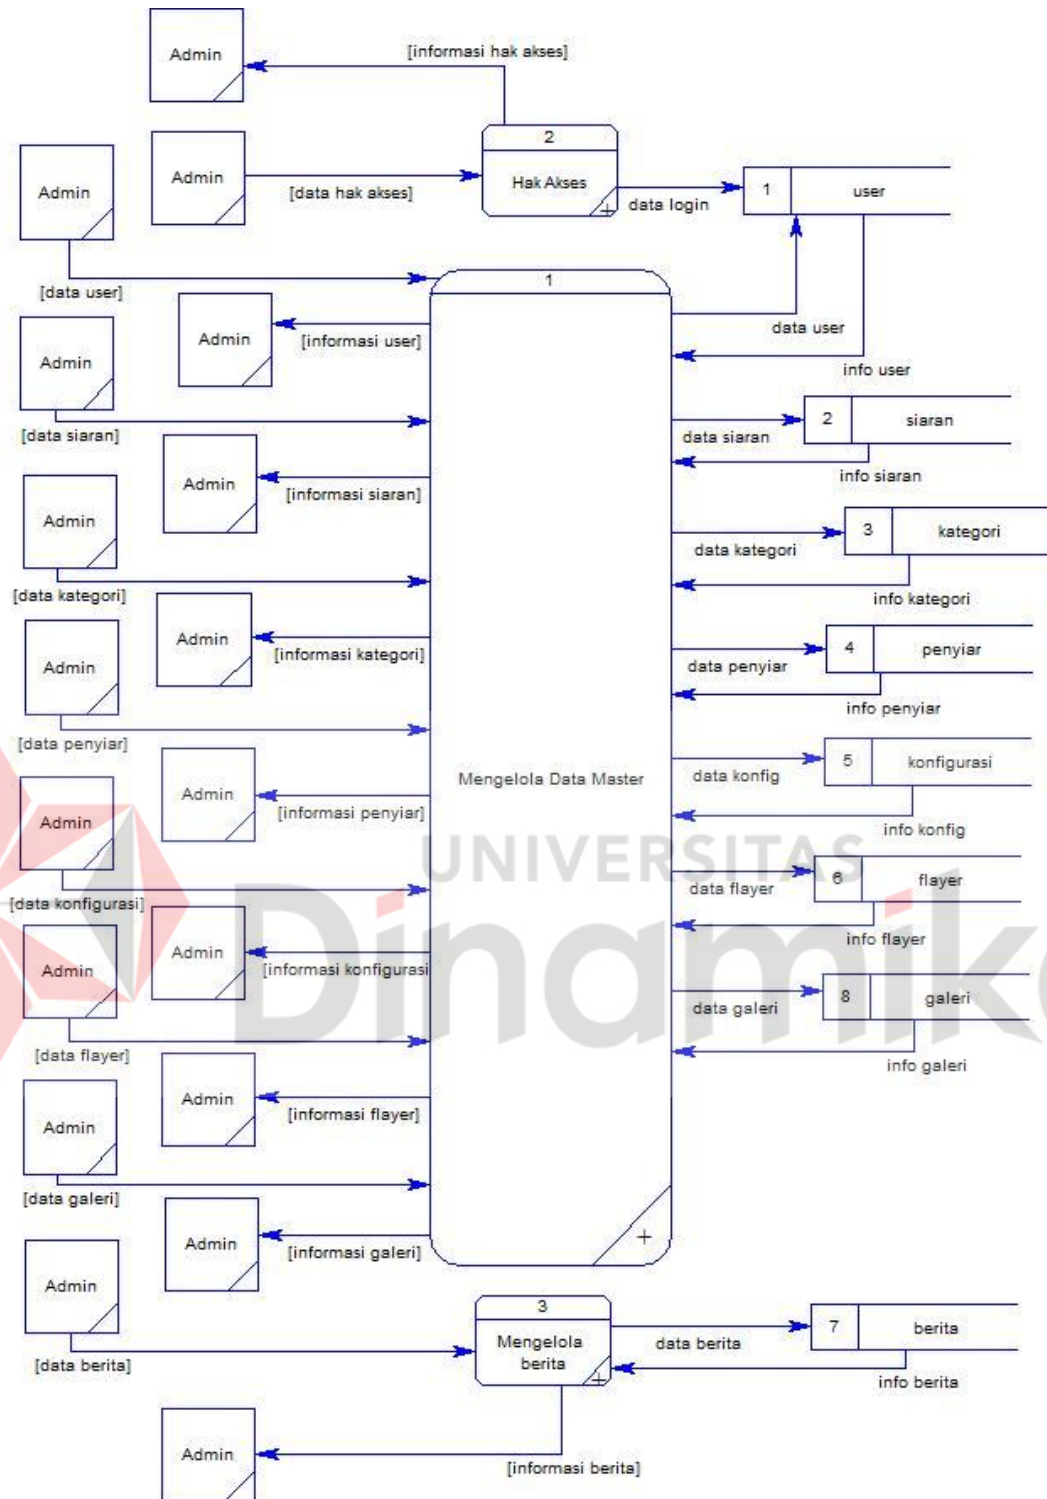 Admin
[informasi hak akses]
2
Hak Akses
Admin
[data hak akses]
data login
1
user
Admin
[data user]
1
Admin
[informasi user]
data user
info user
Admin
[data siaran]
data siaran
2
siaran
info siaran
Admin
[informasi siaran]
Admin
[data kategori]
data kategori
3
kategori
info kategori
Admin
[informasi kategori]
Admin
[data penyiar]
data penyiar
4
penyiar
info penyiar
Admin
[informasi penyiar]
Mengelola Data Master
data konfig
5
konfigurasi
info konfig
Admin
[data konfigurasi]
UNIVERSITAS
Dinamika
data flayer
6
flayer
info flayer
Admin
[informasi konfigurasi
Admin
[data flayer]
data galeri
8
galeri
info galeri
Admin
[informasi flayer]
Admin
[data galeri]
+
Admin
[informasi galeri]
Admin
[data berita]
3
Mengelola
berita
data berita
7
berita
info berita
Admin
[informasi berita]